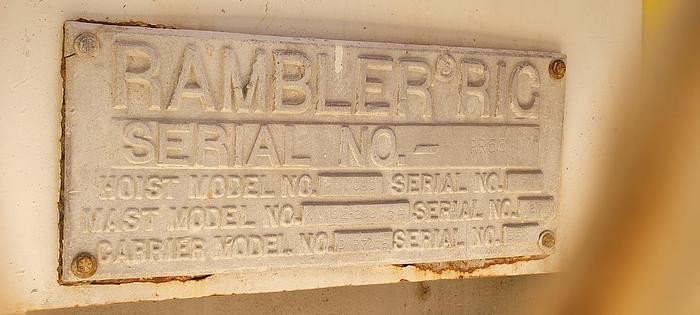 RAMBLER RIG
SERIAL NO.-
HOIST MODEL NO. SERIAL NO.
MAST MODEL NO. SERIAL NO.
CARRIER MODEL NO. SERIAL NO.